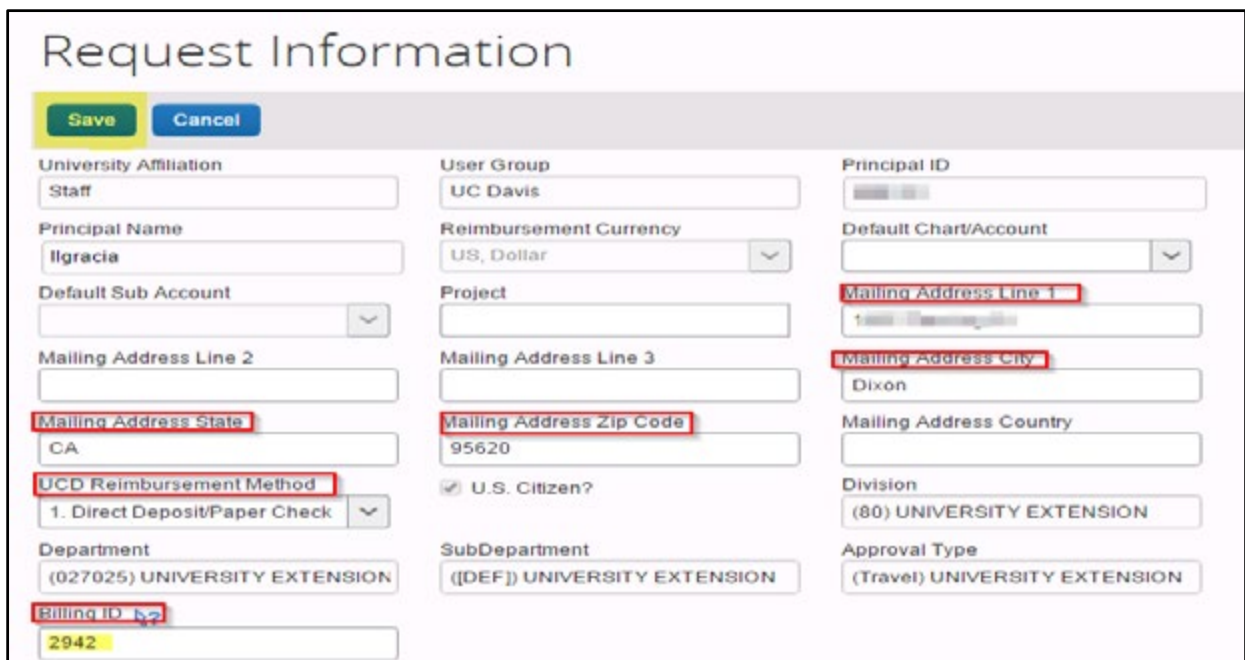 Request Information
Save Cancel
University Affiliation User Group Principal ID
Staff UC Davis
Principal Name Reimbursement Currency Default Chart/Account
llgracia US, Dollar
Default Sub Account Project Mailing Address Line 1
Mailing Address Line 2 Mailing Address Line 3 Mailing Address City
Dixon
Mailing Address State Mailing Address Zip Code Mailing Address Country
CA 95620
UCD Reimbursement Method U.S. Citizen? Division
1. Direct Deposit/Paper Check (80) UNIVERSITY EXTENSION
Department SubDepartment Approval Type
(027025) UNIVERSITY EXTENSION ([DEF]) UNIVERSITY EXTENSION (Travel) UNIVERSITY EXTENSION
Billing ID ?
2942